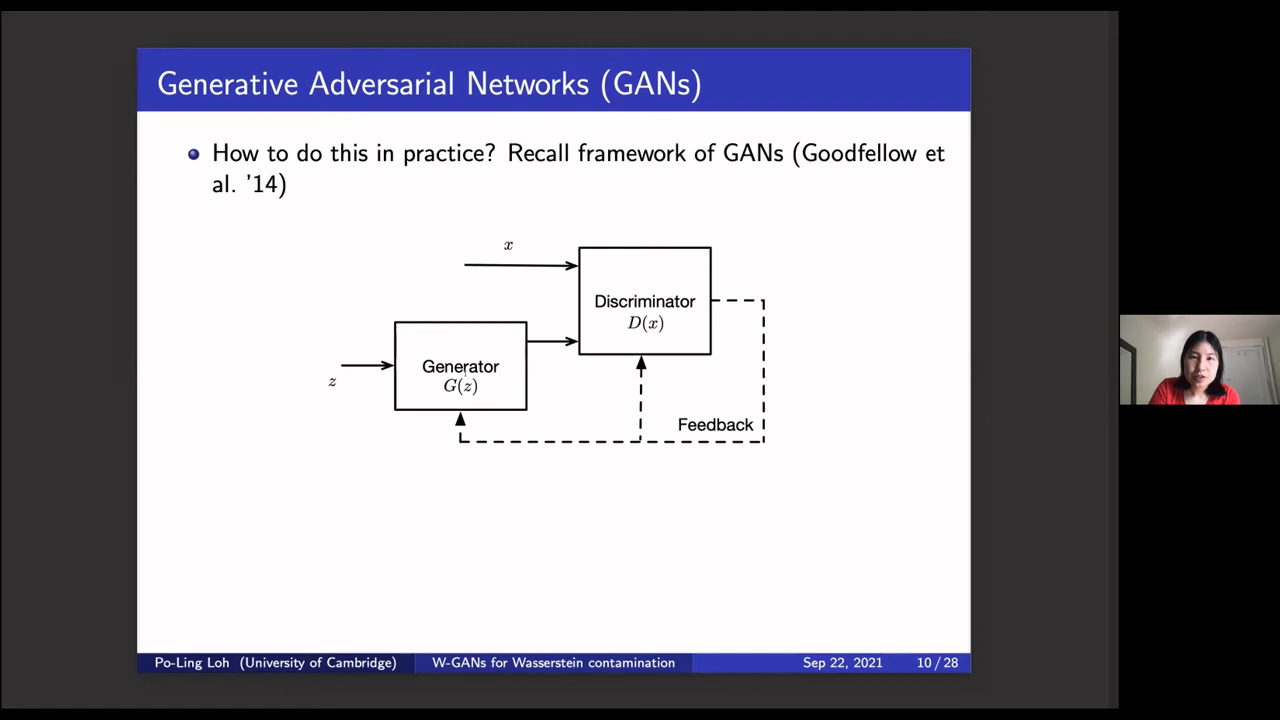 Generative Adversarial Networks (GANs)
How to do this in practice? Recall framework of GANs (Goodfellow et
al. '14)
x
Discriminator
D(x)
Generator
G(z)
z
Feedback
Po-Ling Loh (University of Cambridge) W-GANs for Wasserstein contamination Sep 22, 2021 10 / 28